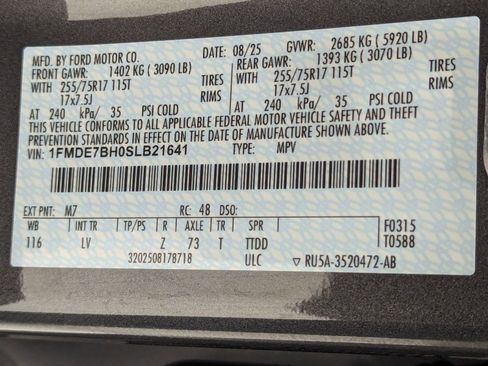 MFD. BY FORD MOTOR CO. 08/25 GVWR: 2685 KG ( 5920 LB)
FRONT GAWR: 1402 KG ( 3090 LB) REAR GAWR: 1393 KG ( 3070 LB)
255/75R17 115T TIRES 255/75R17 115T TIRES
17x7.5J RIMS 17x7.5J RIMS
AT 240 kPa/ 35 PSI COLD AT 240 kPa/ 35 PSI COLD
THIS VEHICLE CONFORMS TO ALL APPLICABLE FEDERAL MOTOR VEHICLE SAFETY AND THEFT
PREVENTION STANDARDS IN EFFECT ON THE DATE OF MANUFACTURE SHOWN ABOVE.
VIN: 1FMDE7BH0SLB21641 TYPE: MPV
EXT PNT: M7 RC: 48 DSO: F0315
WB INT TR TP/PS R AXLE TR SPR T0588
116 LV Z 73 T TTDD
3202508178718 ULC ▽ RU5A-3520472-AB